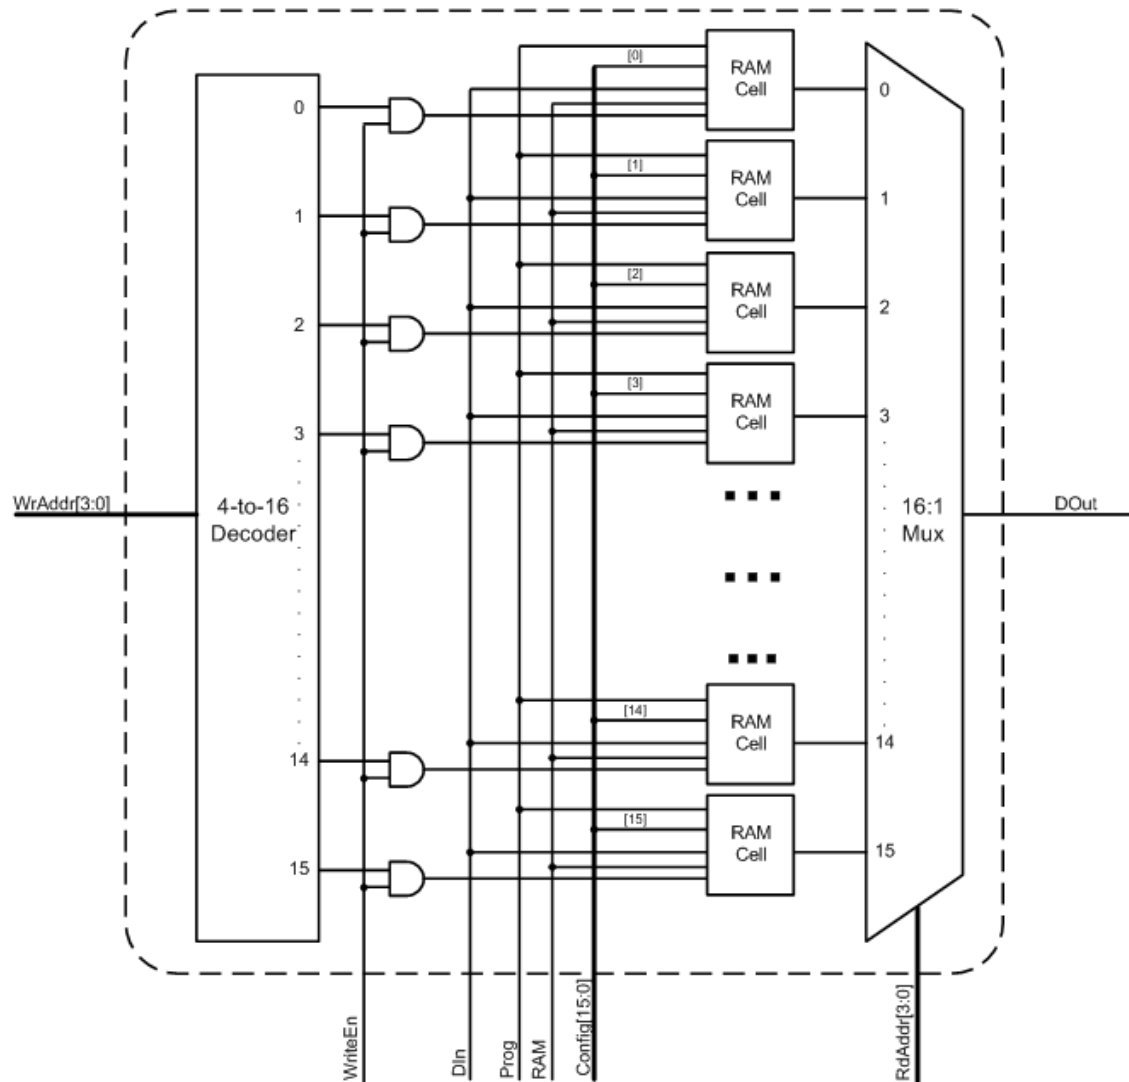 [0]
RAM
Cell
0
0
[1]
RAM
Cell
1
1
[2]
RAM
Cell
2
2
[3]
RAM
Cell
3
3
WrAddr[3:0]
4-to-16
Decoder
16:1
Mux
DOut
[14]
RAM
Cell
14
14
[15]
RAM
Cell
15
15
WriteEn
DIn
Prog
RAM
Config[15:0]
RdAddr[3:0]